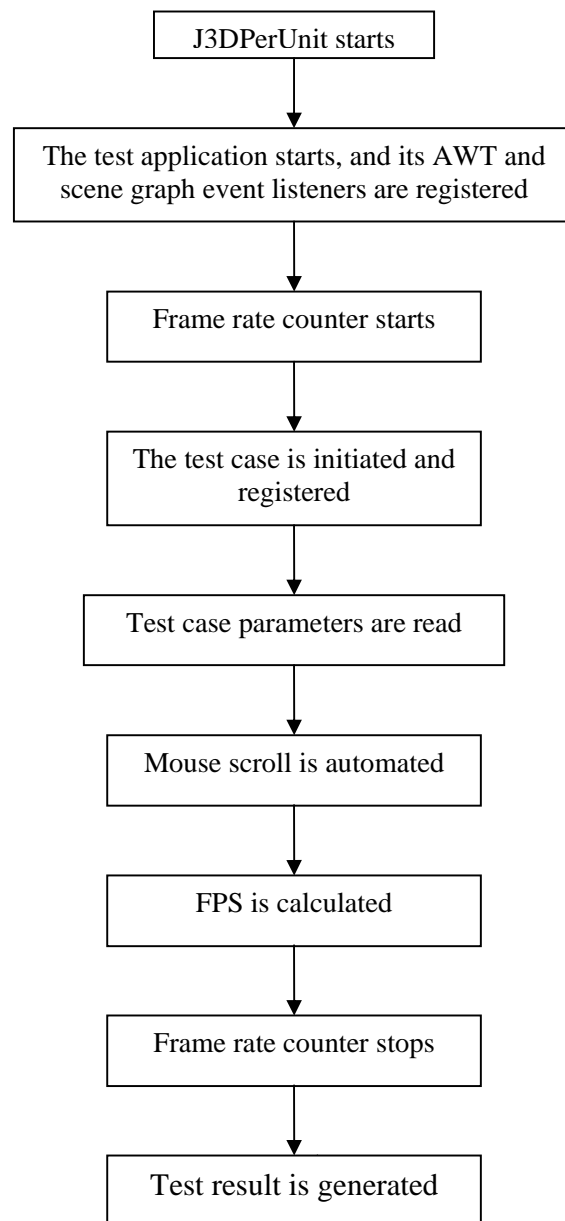 J3DPerUnit starts
The test application starts, and its AWT and
scene graph event listeners are registered
Frame rate counter starts
The test case is initiated and
registered
Test case parameters are read
Mouse scroll is automated
FPS is calculated
Frame rate counter stops
Test result is generated